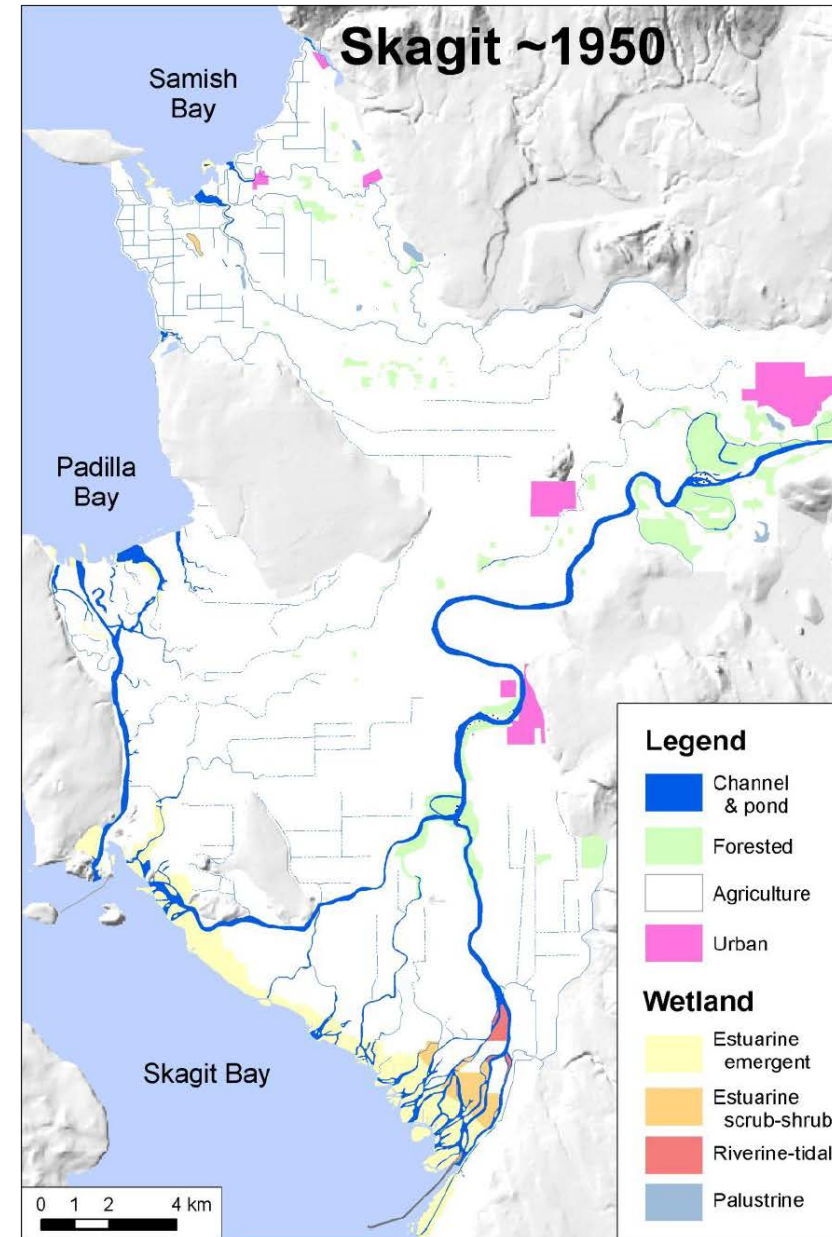 Skagit ~1950
Samish
Bay
Padilla
Bay
Skagit Bay
Legend
Channel
& pond
Forested
Agriculture
Urban
Wetland
Estuarine
emergent
Estuarine
scrub-shrub
Riverine-tidal
Palustrine
0 1 2 4 km